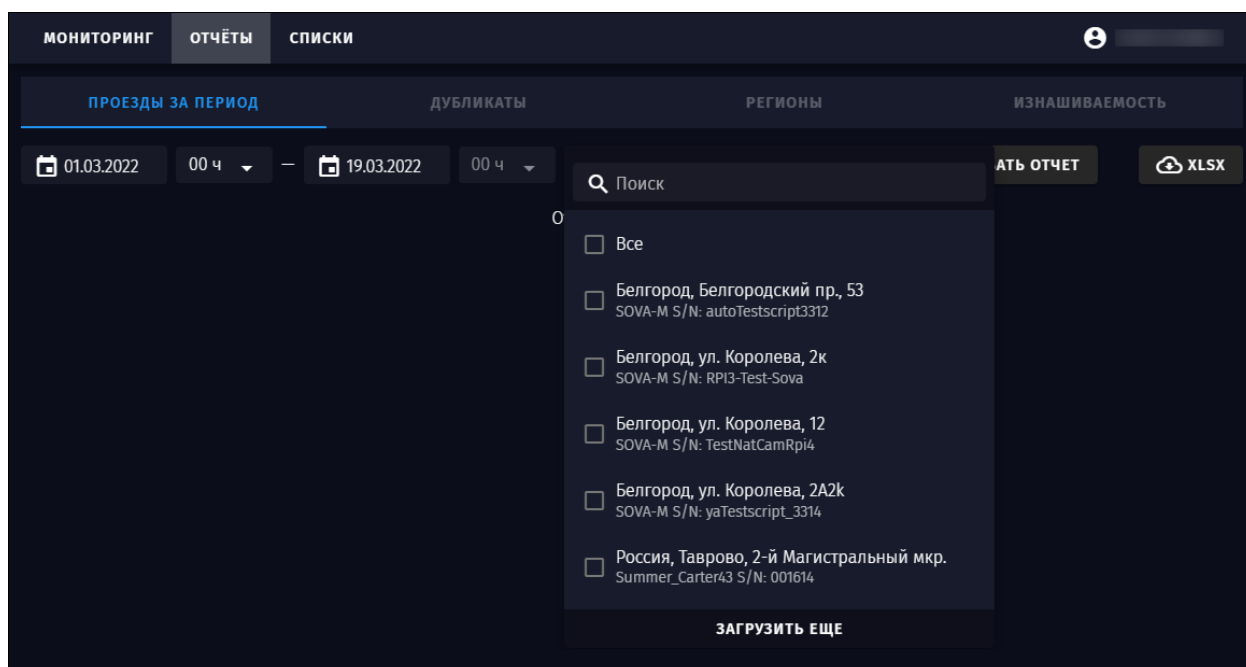 МОНИТОРИНГ ОТЧЁТЫ СПИСКИ
ПРОЕЗДЫ ЗА ПЕРИОД ДУБЛИКАТЫ РЕГИОНЫ ИЗНАШИВАЕМОСТЬ
01.03.2022 00 ч — 19.03.2022 00 ч АТЬ ОТЧЕТ XLSX
Поиск
Все
Белгород, Белгородский пр., 53
SOVA-M S/N: autoTestscript3312
Белгород, ул. Королева, 2к
SOVA-M S/N: RPI3-Test-Sova
Белгород, ул. Королева, 12
SOVA-M S/N: TestNatCamRpi4
Белгород, ул. Королева, 2A2k
SOVA-M S/N: yaTestscript_3314
Россия, Таврово, 2-й Магистральный мкр.
Summer_Carter43 S/N: 001614
ЗАГРУЗИТЬ ЕЩЕ